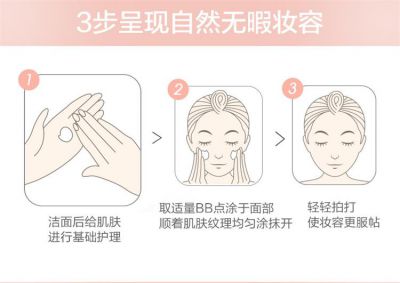 3步呈现自然无暇妆容
1
2
3
洁面后给肌肤
进行基础护理
取适量BB点涂于面部
顺着肌肤纹理均匀涂抹开
轻轻拍打
使妆容更服帖